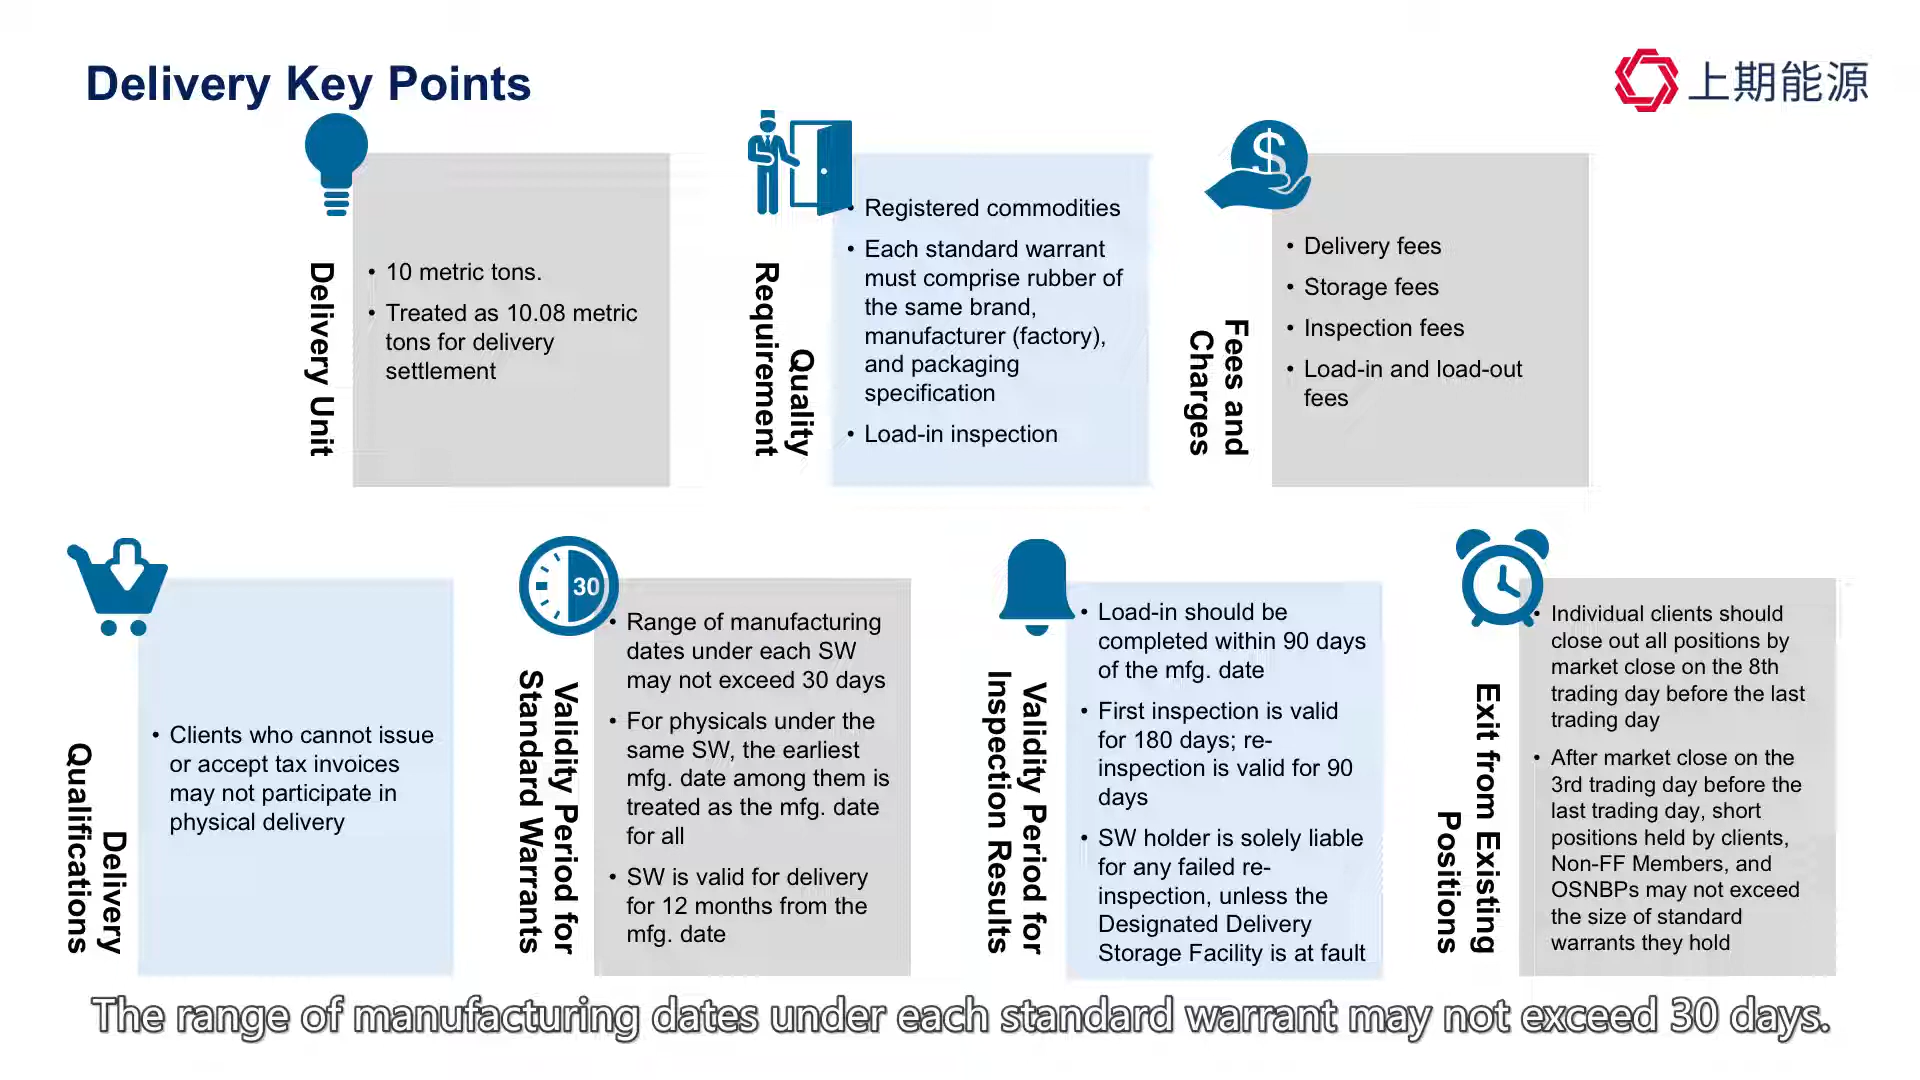 Delivery Key Points
上期能源
Delivery Unit
• 10 metric tons.
• Treated as 10.08 metric
tons for delivery
settlement
Quality
Requirement
• Registered commodities
• Each standard warrant
must comprise rubber of
the same brand,
manufacturer (factory),
and packaging
specification
• Load-in inspection
$
Fees and
Charges
• Delivery fees
• Storage fees
• Inspection fees
• Load-in and load-out
fees
Delivery
Qualifications
• Clients who cannot issue
or accept tax invoices
may not participate in
physical delivery
30
Validity Period for
Standard Warrants
• Range of manufacturing
dates under each SW
may not exceed 30 days
• For physicals under the
same SW, the earliest
mfg. date among them is
treated as the mfg. date
for all
• SW is valid for delivery
for 12 months from the
mfg. date
Validity Period for
Inspection Results
• Load-in should be
completed within 90 days
of the mfg. date
• First inspection is valid
for 180 days; re-
inspection is valid for 90
days
• SW holder is solely liable
for any failed re-
inspection, unless the
Designated Delivery
Storage Facility is at fault
Exit from Existing
Positions
• Individual clients should
close out all positions by
market close on the 8th
trading day before the last
trading day
• After market close on the
3rd trading day before the
last trading day, short
positions held by clients,
Non-FF Members, and
OSNBPs may not exceed
the size of standard
warrants they hold
The range of manufacturing dates under each standard warrant may not exceed 30 days.